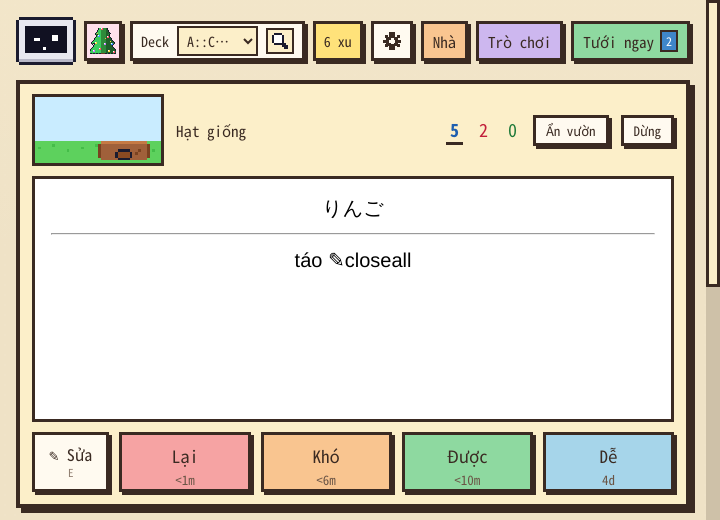 Deck A::C··· 6 xu Nhà Trò chơi Tưới ngay 2
Hạt giống 5 2 0 Ẩn vườn Dừng
りんご
táo ✎closeall
✎ Sửa Lại Khó Được Dễ
E <1m <6m <10m 4d